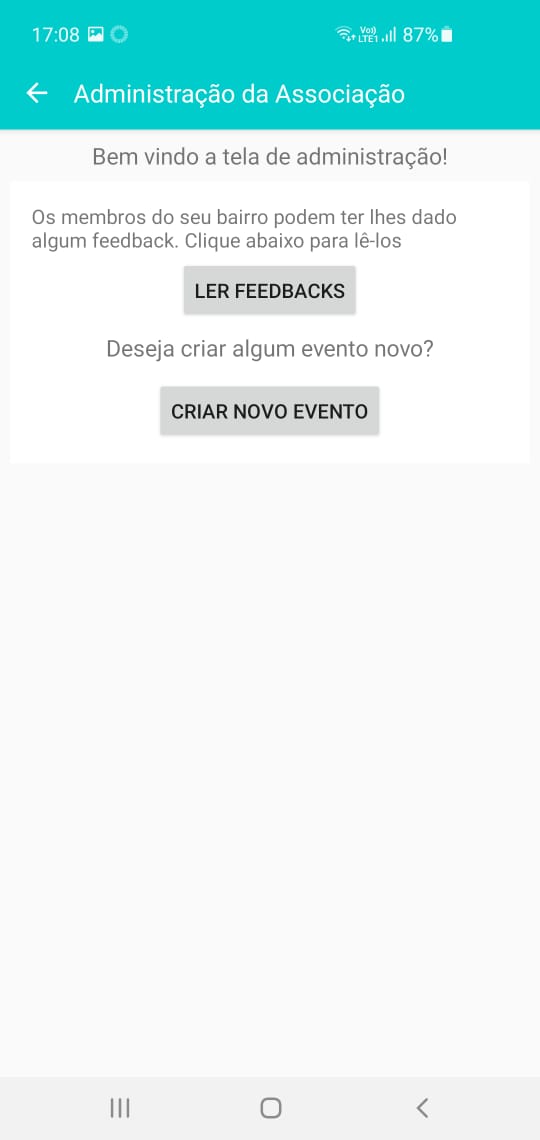 17:08 Vo)) LTE1 87%
Administração da Associação
Bem vindo a tela de administração!
Os membros do seu bairro podem ter lhes dado
algum feedback. Clique abaixo para lê-los
LER FEEDBACKS
Deseja criar algum evento novo?
CRIAR NOVO EVENTO